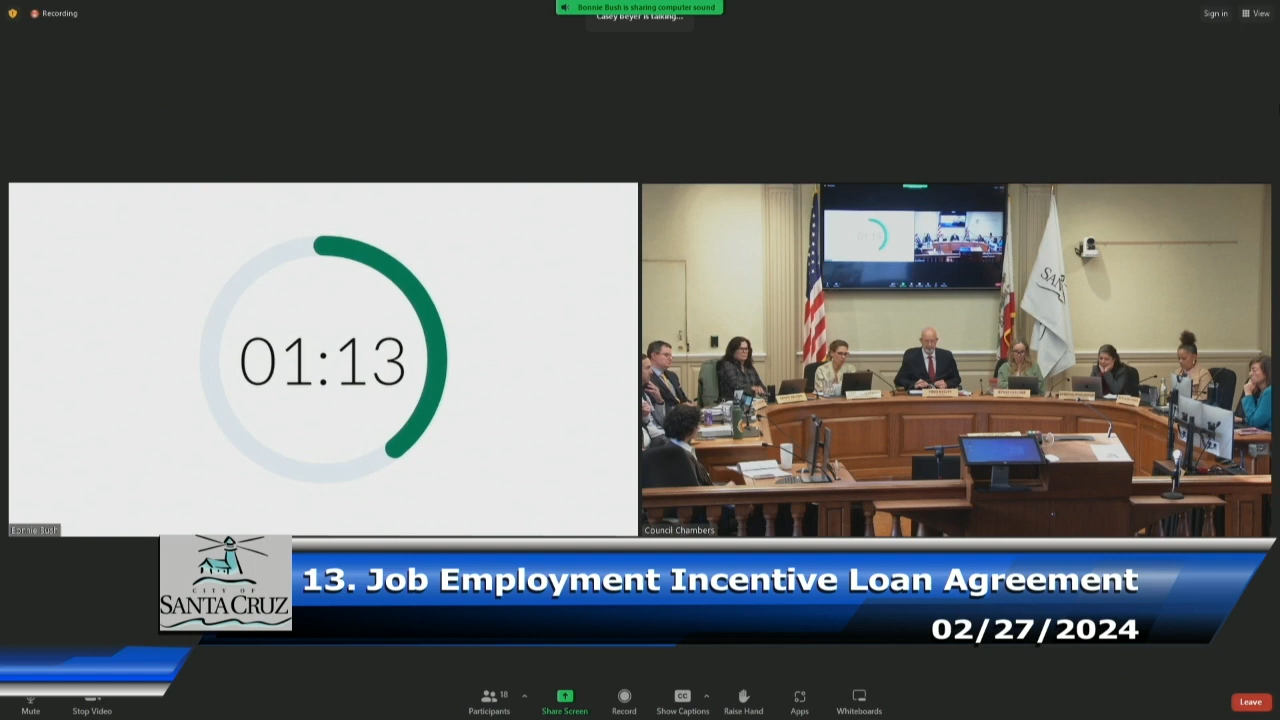 Recording
Bonnie Bush is sharing computer sound
Casey Beyer is talking...
Sign in
View
01:13
Bonnie Bush
Council Chambers
CITY OF
SANTA CRUZ
13. Job Employment Incentive Loan Agreement
02/27/2024
Mute
Stop Video
Participants
18
Share Screen
Record
CC
Show Captions
Raise Hand
Apps
Whiteboards
Leave